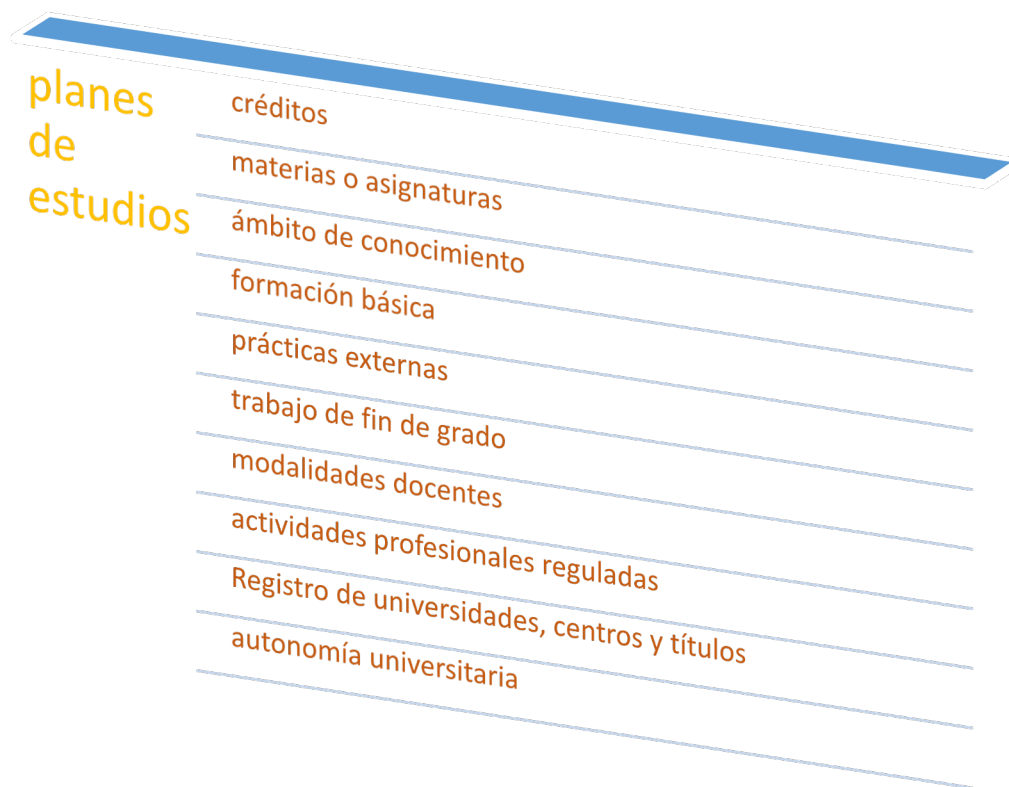 planes
de
estudios
créditos
materias o asignaturas
ámbito de conocimiento
formación básica
prácticas externas
trabajo de fin de grado
modalidades docentes
actividades profesionales reguladas
Registro de universidades, centros y títulos
autonomía universitaria